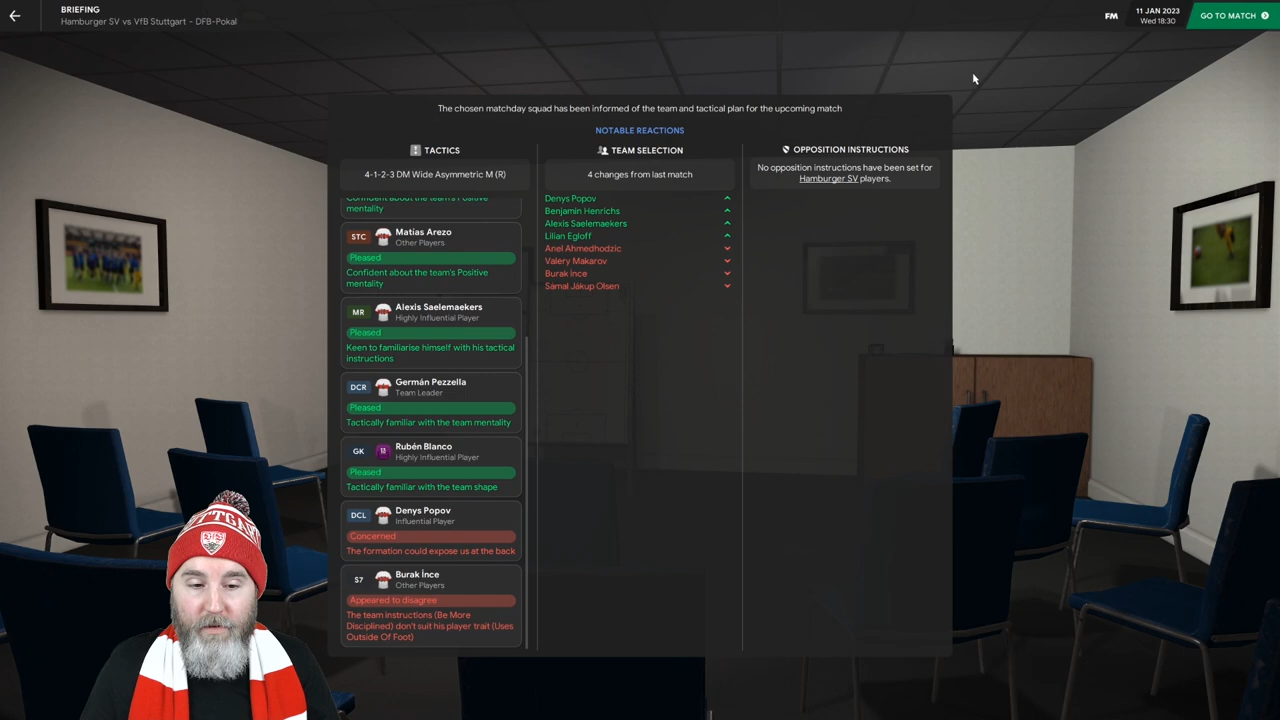 BRIEFING
Hamburger SV vs VfB Stuttgart - DFB-Pokal
FM
11 JAN 2023
Wed 18:30
GO TO MATCH
The chosen matchday squad has been informed of the team and tactical plan for the upcoming match
NOTABLE REACTIONS
TACTICS
4-1-2-3 DM Wide Asymmetric M (R)
Confident about the team's Positive
mentality
STC
Matías Arezo
Other Players
Pleased
Confident about the team's Positive
mentality
MR
Alexis Saelemaekers
Highly Influential Player
Pleased
Keen to familiarise himself with his tactical
instructions
DCR
Germán Pezzella
Team Leader
Pleased
Tactically familiar with the team mentality
GK
Rubén Blanco
Highly Influential Player
Pleased
Tactically familiar with the team shape
DCL
Denys Popov
Influential Player
Concerned
The formation could expose us at the back
S7
Burak İnce
Other Players
Appeared to disagree
The team instructions (Be More
Disciplined) don't suit his player trait (Uses
Outside Of Foot)
TEAM SELECTION
4 changes from last match
Denys Popov
Benjamin Henrichs
Alexis Saelemaekers
Lilian Egloff
Anel Ahmedhodzic
Valery Makarov
Burak İnce
Sámal Jákup Olsen
OPPOSITION INSTRUCTIONS
No opposition instructions have been set for
Hamburger SV players.